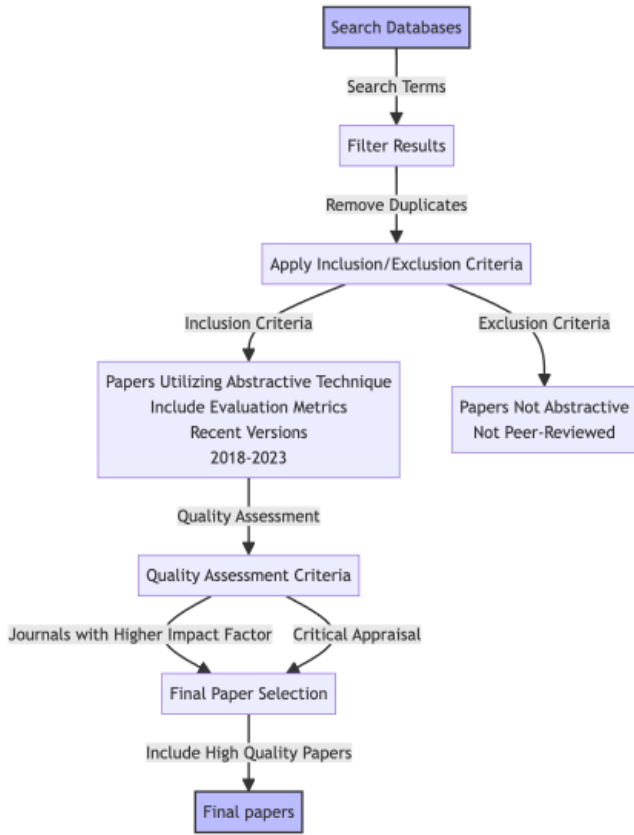 Search Databases
Search Terms
Filter Results
Remove Duplicates
Apply Inclusion/Exclusion Criteria
Inclusion Criteria
Exclusion Criteria
Papers Utilizing Abstractive Technique
Include Evaluation Metrics
Recent Versions
2018-2023
Papers Not Abstractive
Not Peer-Reviewed
Quality Assessment
Quality Assessment Criteria
Journals with Higher Impact Factor
Critical Appraisal
Final Paper Selection
Include High Quality Papers
Final papers